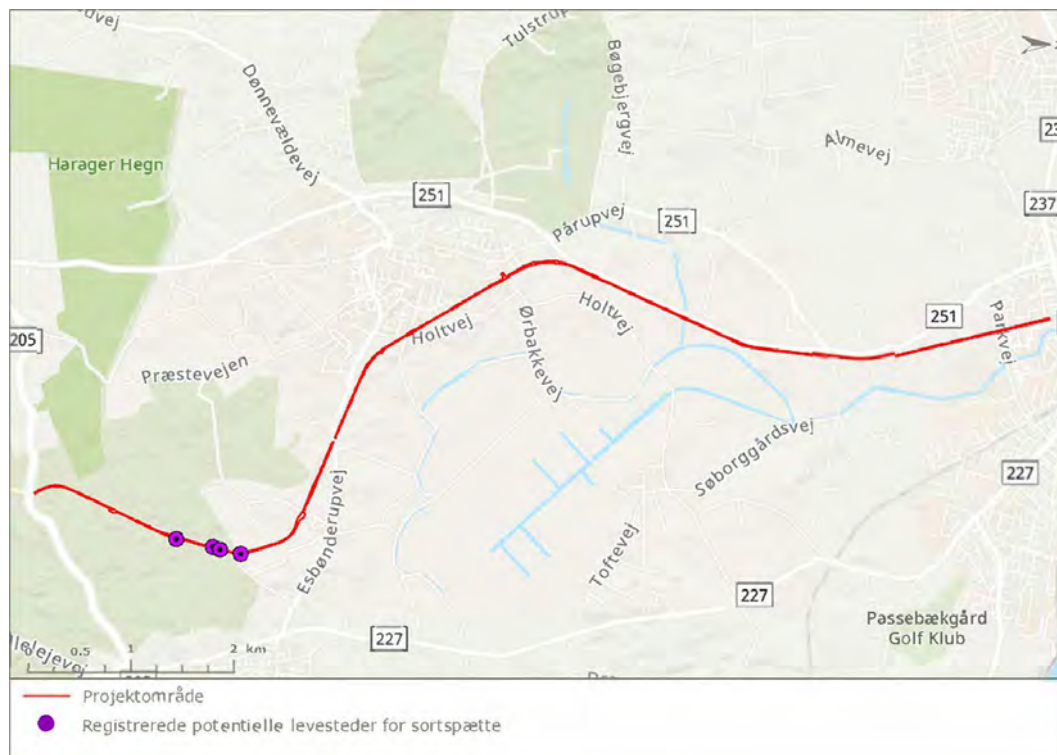 Tulstrup
Dønnevældevej
Bøgebjergvej
Almevej
Harager Hegn
251
237
Pårupvej
251
205
Holtvej
Holtvej
Ørbakkevej
251
Parkvej
Præstevejen
Søborggårdsvej
227
Esbønderupvej
Toftevej
227
Passebækgård
Golf Klub
227
0.5 1 2 km
Projektområde
Registrerede potentielle levesteder for sortspætte